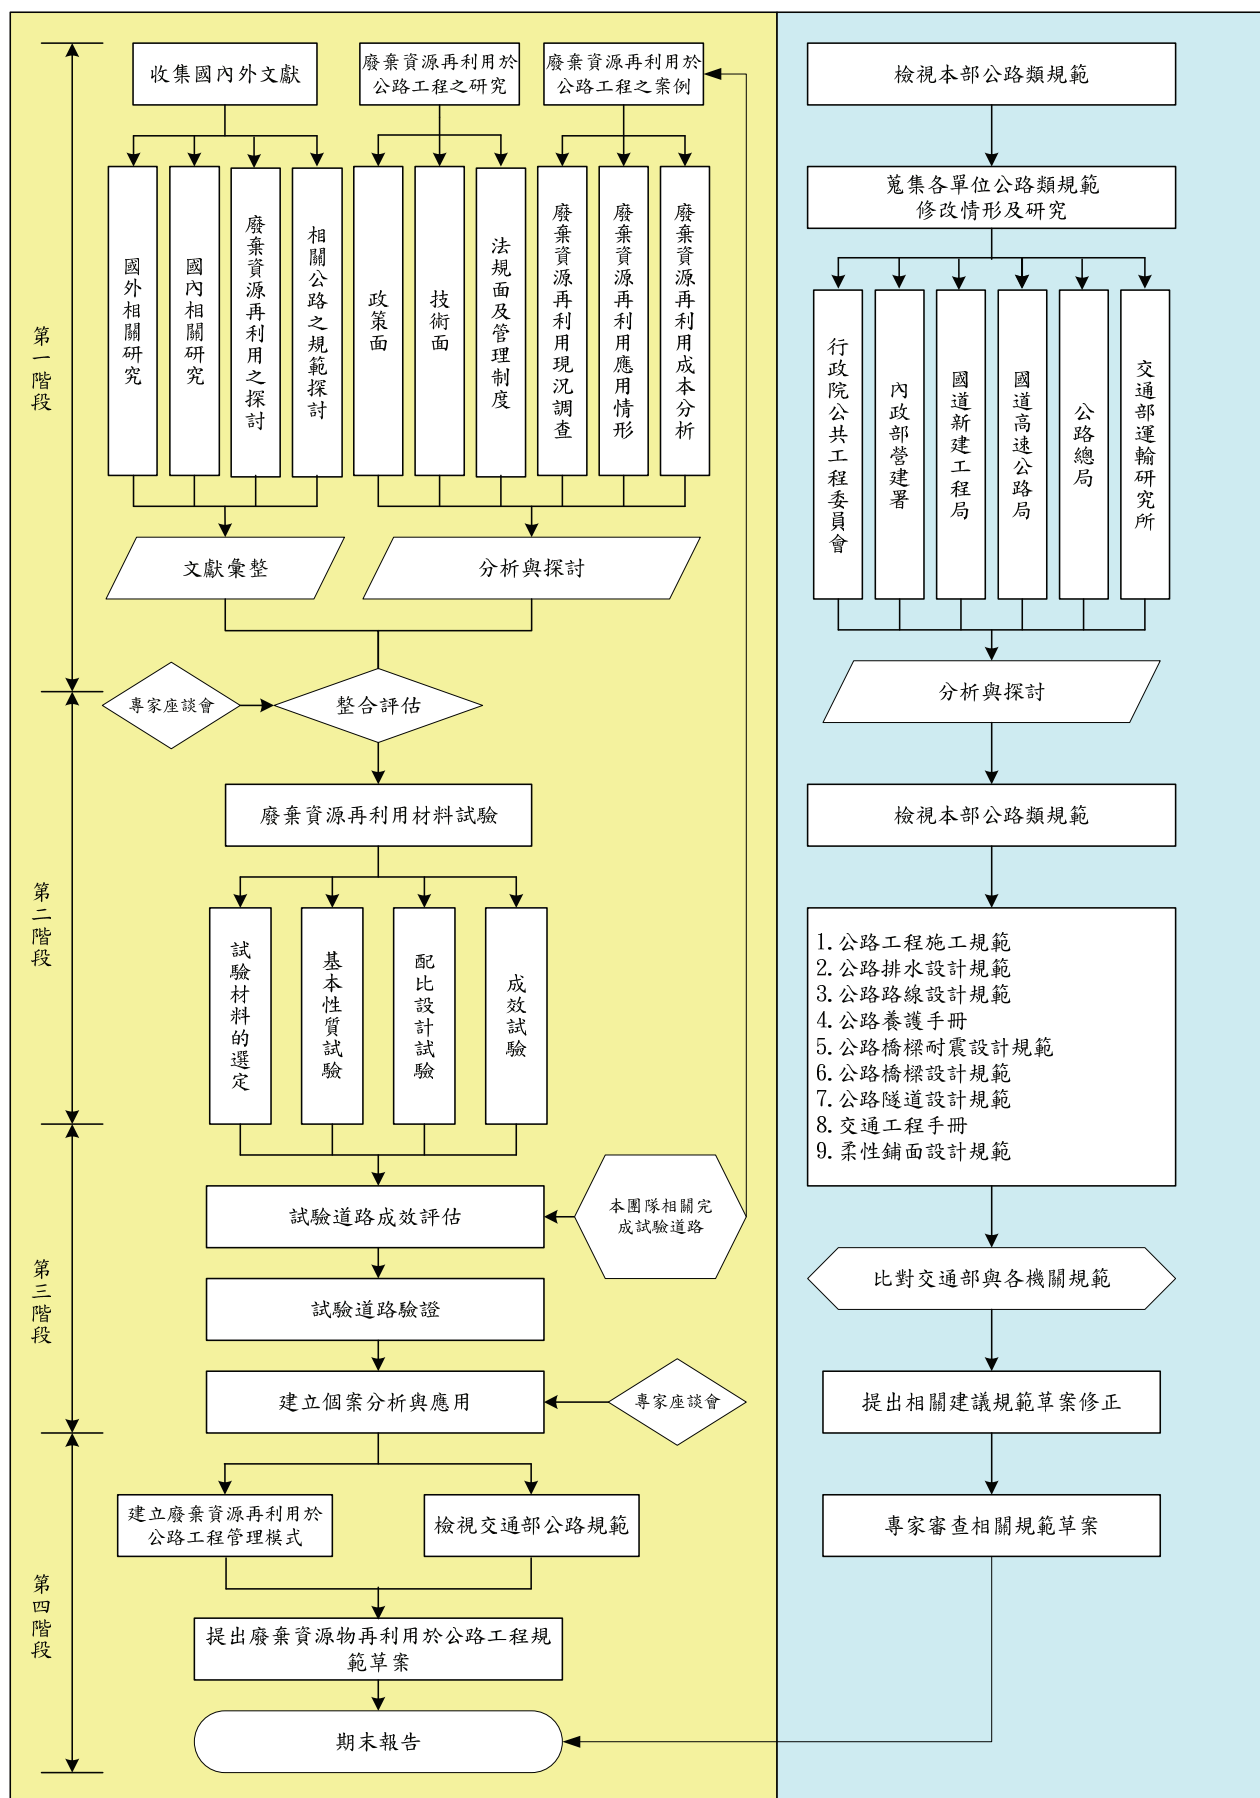 第一階段
收集國內外文獻
廢棄資源再利用於
公路工程之研究
廢棄資源再利用於
公路工程之案例
國外相關研究
國內相關研究
廢棄資源再利用之探討
相關公路之規範探討
政策面
技術面
法規面及管理制度
廢棄資源再利用現況調查
廢棄資源再利用應用情形
廢棄資源再利用成本分析
文獻彙整
分析與探討
專家座談會
整合評估
第二階段
廢棄資源再利用材料試驗
試驗材料的選定
基本性質試驗
配比設計試驗
成效試驗
第三階段
試驗道路成效評估
本團隊相關完
成試驗道路
試驗道路驗證
建立個案分析與應用
專家座談會
第四階段
建立廢棄資源再利用於
公路工程管理模式
檢視交通部公路規範
提出廢棄資源物再利用於公路工程規
範草案
期末報告
檢視本部公路類規範
蒐集各單位公路類規範
修改情形及研究
行政院公共工程委員會
內政部營建署
國道新建工程局
國道高速公路局
公路總局
交通部運輸研究所
分析與探討
檢視本部公路類規範
1. 公路工程施工規範
2. 公路排水設計規範
3. 公路路線設計規範
4. 公路養護手冊
5. 公路橋樑耐震設計規範
6. 公路橋樑設計規範
7. 公路隧道設計規範
8. 交通工程手冊
9. 柔性鋪面設計規範
比對交通部與各機關規範
提出相關建議規範草案修正
專家審查相關規範草案